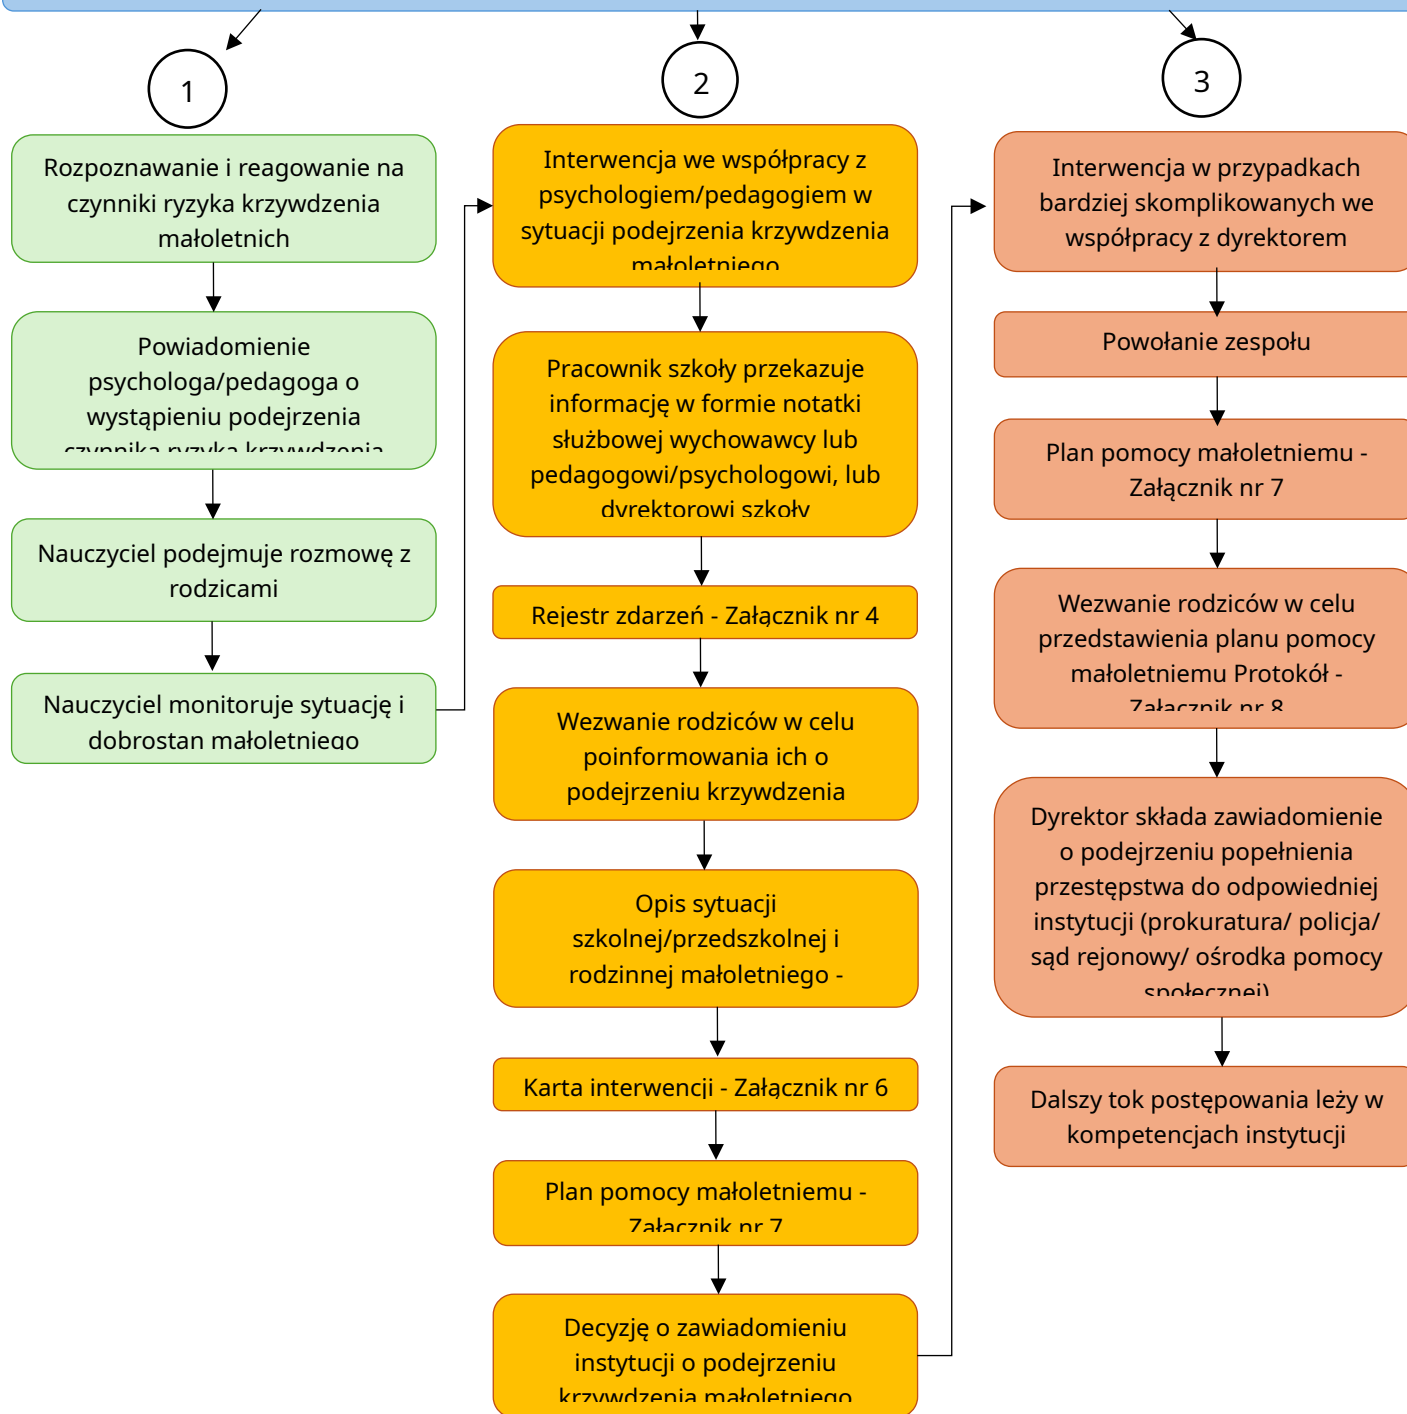 1
Rozpoznawanie i reagowanie na
czynniki ryzyka krzywdzenia
małoletnich
Powiadomienie
psychologa/pedagoga o
wystąpieniu podejrzenia
czynnika ryzyka krzywdzenia
Nauczyciel podejmuje rozmowę z
rodzicami
Nauczyciel monitoruje sytuację i
dobrostan małoletniego
2
Interwencja we współpracy z
psychologiem/pedagogiem w
sytuacji podejrzenia krzywdzenia
małoletniego
Pracownik szkoły przekazuje
informację w formie notatki
służbowej wychowawcy lub
pedagogowi/psychologowi, lub
dyrektorowi szkoły
Rejestr zdarzeń - Załącznik nr 4
Wezwanie rodziców w celu
poinformowania ich o
podejrzeniu krzywdzenia
Opis sytuacji
szkolnej/przedszkolnej i
rodzinnej małoletniego -
Karta interwencji - Załącznik nr 6
Plan pomocy małoletniemu -
Załącznik nr 7
Decyzję o zawiadomieniu
instytucji o podejrzeniu
krzywdzenia małoletniego
3
Interwencja w przypadkach
bardziej skomplikowanych we
współpracy z dyrektorem
Powołanie zespołu
Plan pomocy małoletniemu -
Załącznik nr 7
Wezwanie rodziców w celu
przedstawienia planu pomocy
małoletniemu Protokół -
Załącznik nr 8
Dyrektor składa zawiadomienie
o podejrzeniu popełnienia
przestępstwa do odpowiedniej
instytucji (prokuratura/ policja/
sąd rejonowy/ ośrodka pomocy
społecznej)
Dalszy tok postępowania leży w
kompetencjach instytucji